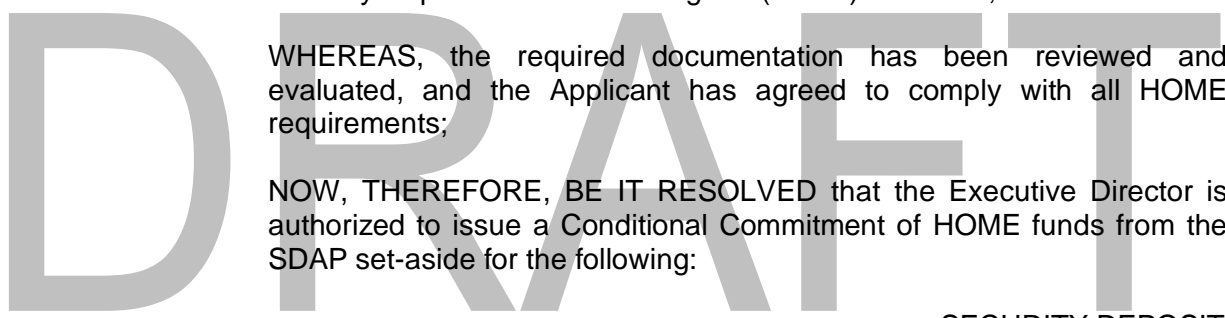 WHEREAS, the required documentation has been reviewed and
evaluated, and the Applicant has agreed to comply with all HOME
requirements;
NOW, THEREFORE, BE IT RESOLVED that the Executive Director is
authorized to issue a Conditional Commitment of HOME funds from the
SDAP set-aside for the following:
SECURITY DEPOSIT
DRAFT